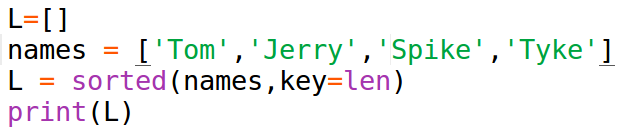 L=[]
names = ['Tom','Jerry','Spike','Tyke']
L = sorted(names,key=len)
print(L)